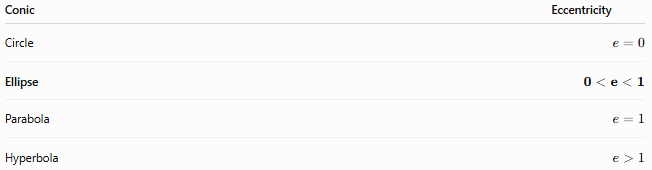 Conic Eccentricity
Circle e = 0
Ellipse 0 < e < 1
Parabola e = 1
Hyperbola e > 1